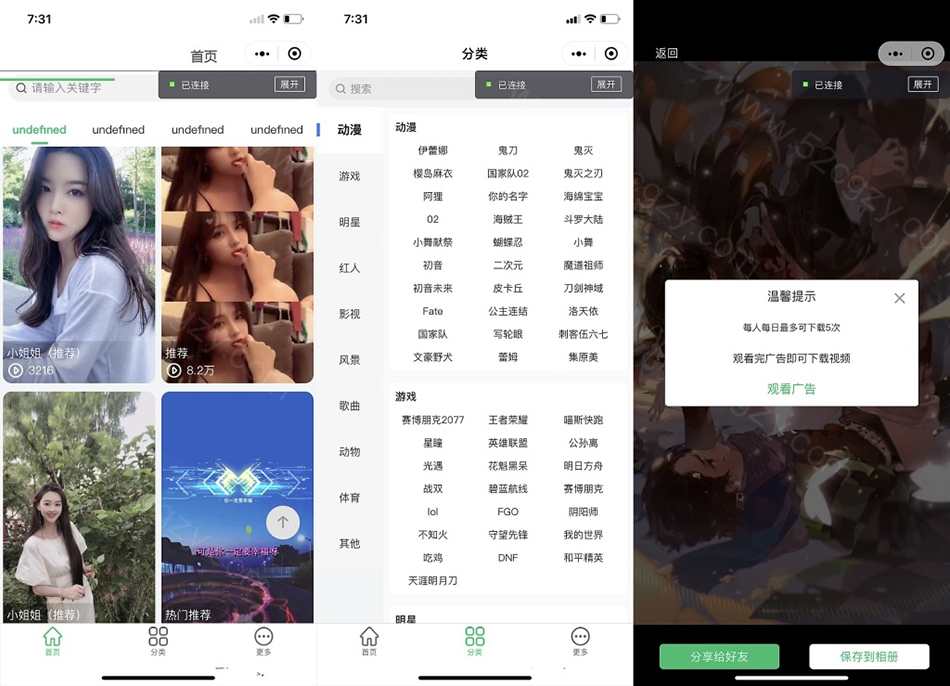 7:31
首页
请输入关键字
已连接
展开
undefined
undefined
undefined
undefined
小姐姐（推荐）
3216
推荐
8.2万
小姐姐（推荐）
你一定要幸福
可是你一定要幸福呀
热门推荐
首页
分类
更多
7:31
分类
搜索
已连接
展开
动漫
游戏
明星
红人
影视
风景
歌曲
动物
体育
其他
动漫
伊蕾娜 鬼刀 鬼灭
樱岛麻衣 国家队02 鬼灭之刃
阿狸 你的名字 海绵宝宝
02 海贼王 斗罗大陆
小舞献祭 蝴蝶忍 小舞
初音 二次元 魔道祖师
初音未来 皮卡丘 刀剑神域
Fate 公主连结 洛天依
国家队 写轮眼 刺客伍六七
文豪野犬 蕾姆 集原美
游戏
赛博朋克2077 王者荣耀 喵斯快跑
星瞳 英雄联盟 公孙离
光遇 花魁黑呆 明日方舟
战双 碧蓝航线 赛博朋克
lol FGO 阴阳师
不知火 守望先锋 我的世界
吃鸡 DNF 和平精英
天涯明月刀
明星
首页
分类
更多
返回
已连接
展开
温馨提示
每人每日最多可下载5次
观看完广告即可下载视频
观看广告
分享给好友
保存到相册